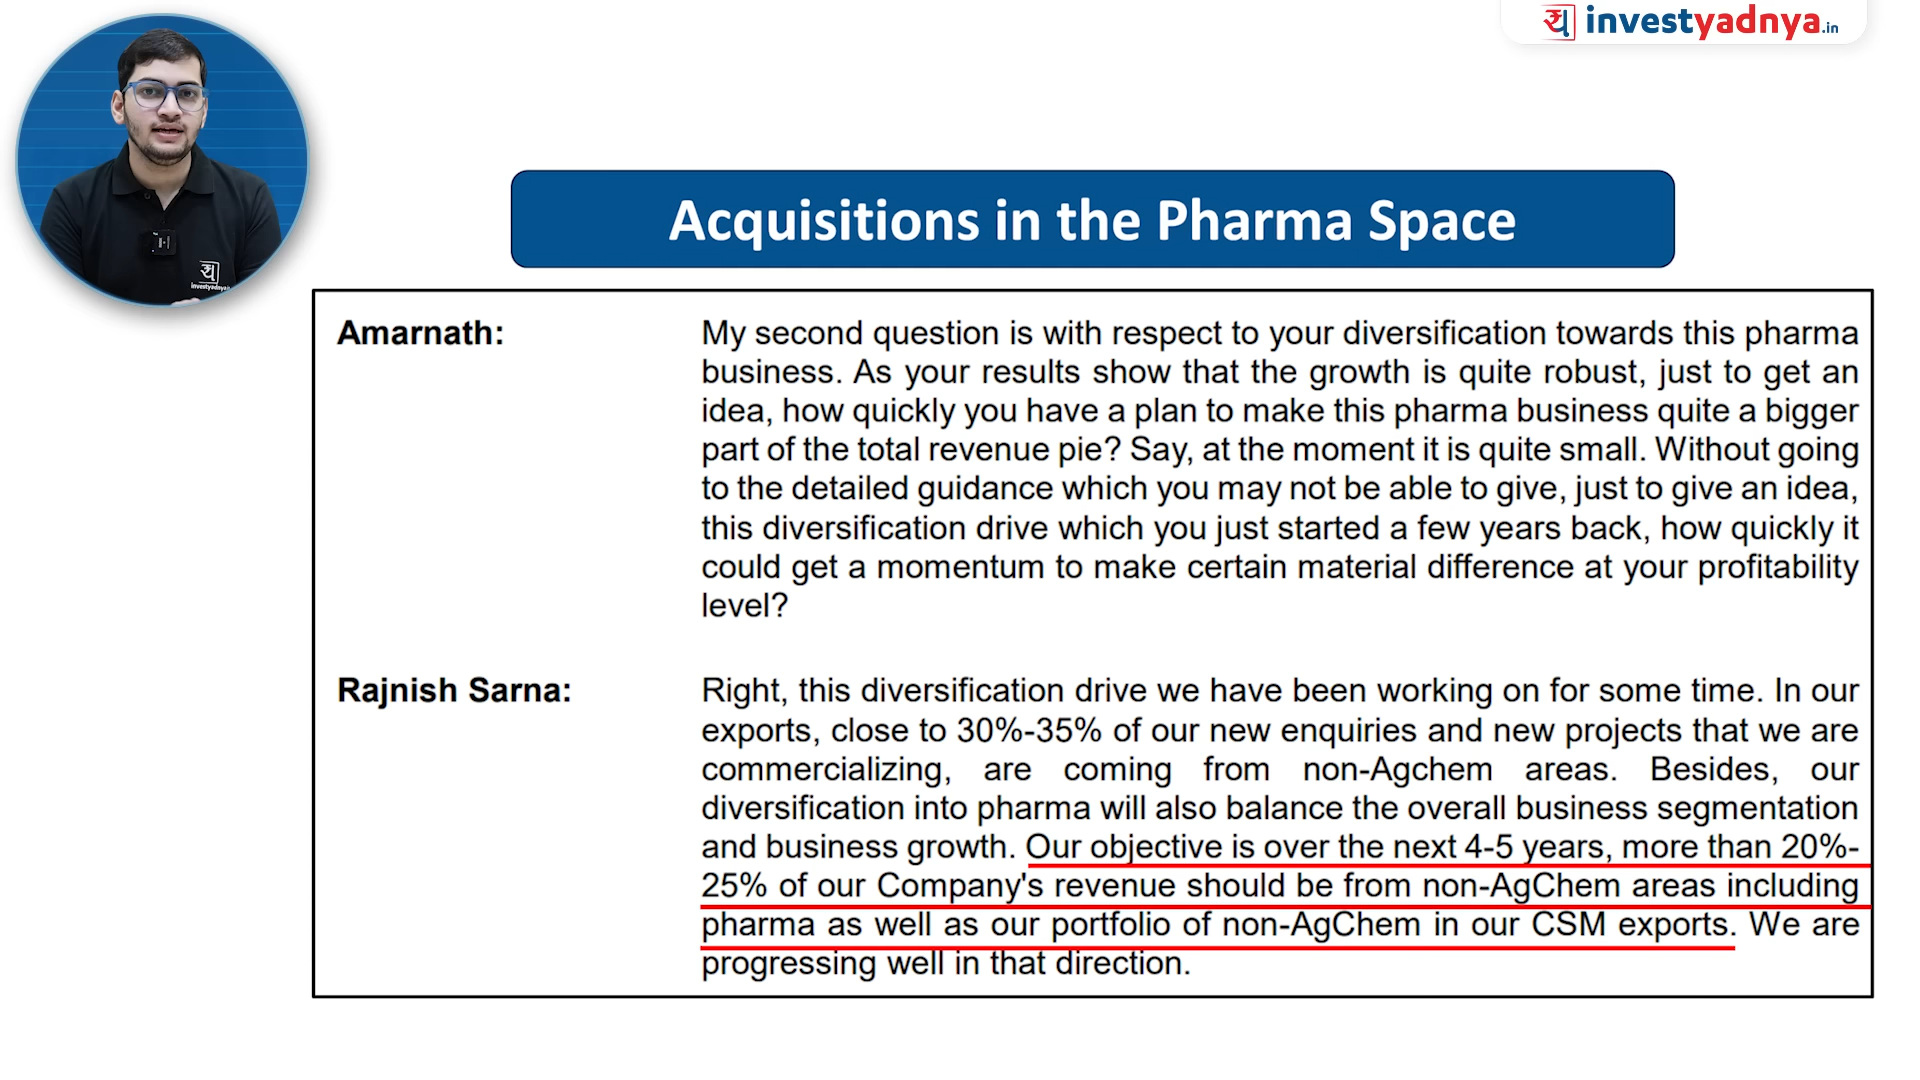 investyadnya.in
Acquisitions in the Pharma Space
Amarnath: My second question is with respect to your diversification towards this pharma
business. As your results show that the growth is quite robust, just to get an
idea, how quickly you have a plan to make this pharma business quite a bigger
part of the total revenue pie? Say, at the moment it is quite small. Without going
to the detailed guidance which you may not be able to give, just to give an idea,
this diversification drive which you just started a few years back, how quickly it
could get a momentum to make certain material difference at your profitability
level?
Rajnish Sarna: Right, this diversification drive we have been working on for some time. In our
exports, close to 30%-35% of our new enquiries and new projects that we are
commercializing, are coming from non-Agchem areas. Besides, our
diversification into pharma will also balance the overall business segmentation
and business growth. Our objective is over the next 4-5 years, more than 20%-
25% of our Company's revenue should be from non-AgChem areas including
pharma as well as our portfolio of non-AgChem in our CSM exports. We are
progressing well in that direction.